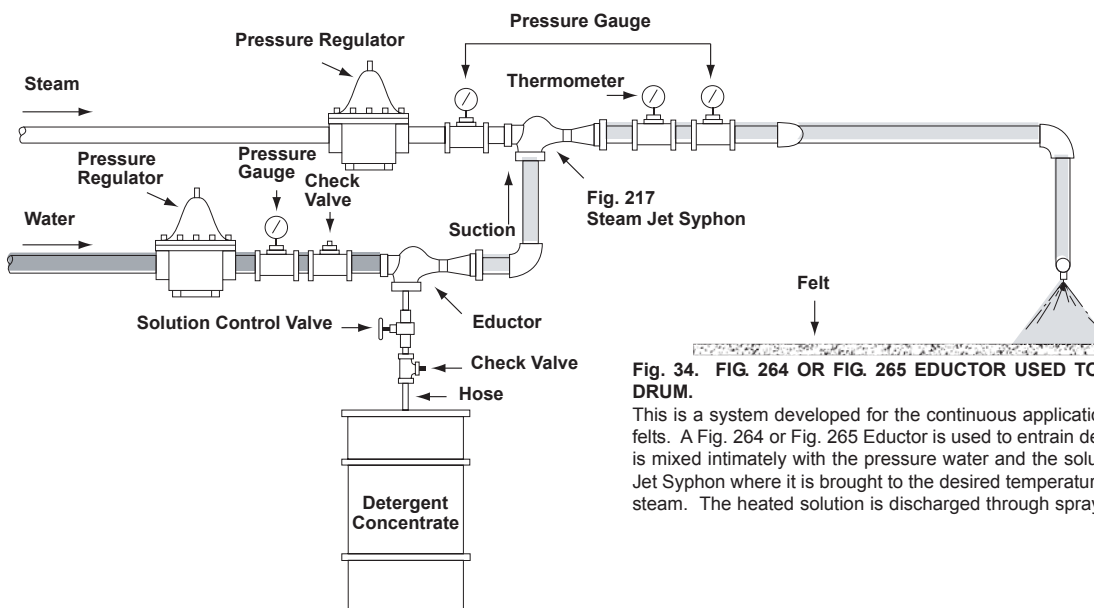 Pressure Gauge
Pressure Regulator
Steam
Thermometer
Pressure
Regulator
Pressure
Gauge
Check
Valve
Fig. 217
Steam Jet Syphon
Water
Suction
Felt
Solution Control Valve
Eductor
Check Valve
Hose
Detergent
Concentrate
Fig. 34. FIG. 264 OR FIG. 265 EDUCTOR USED TO
DRUM.
This is a system developed for the continuous applicatio
felts. A Fig. 264 or Fig. 265 Eductor is used to entrain de
is mixed intimately with the pressure water and the solu
Jet Syphon where it is brought to the desired temperatur
steam. The heated solution is discharged through spray